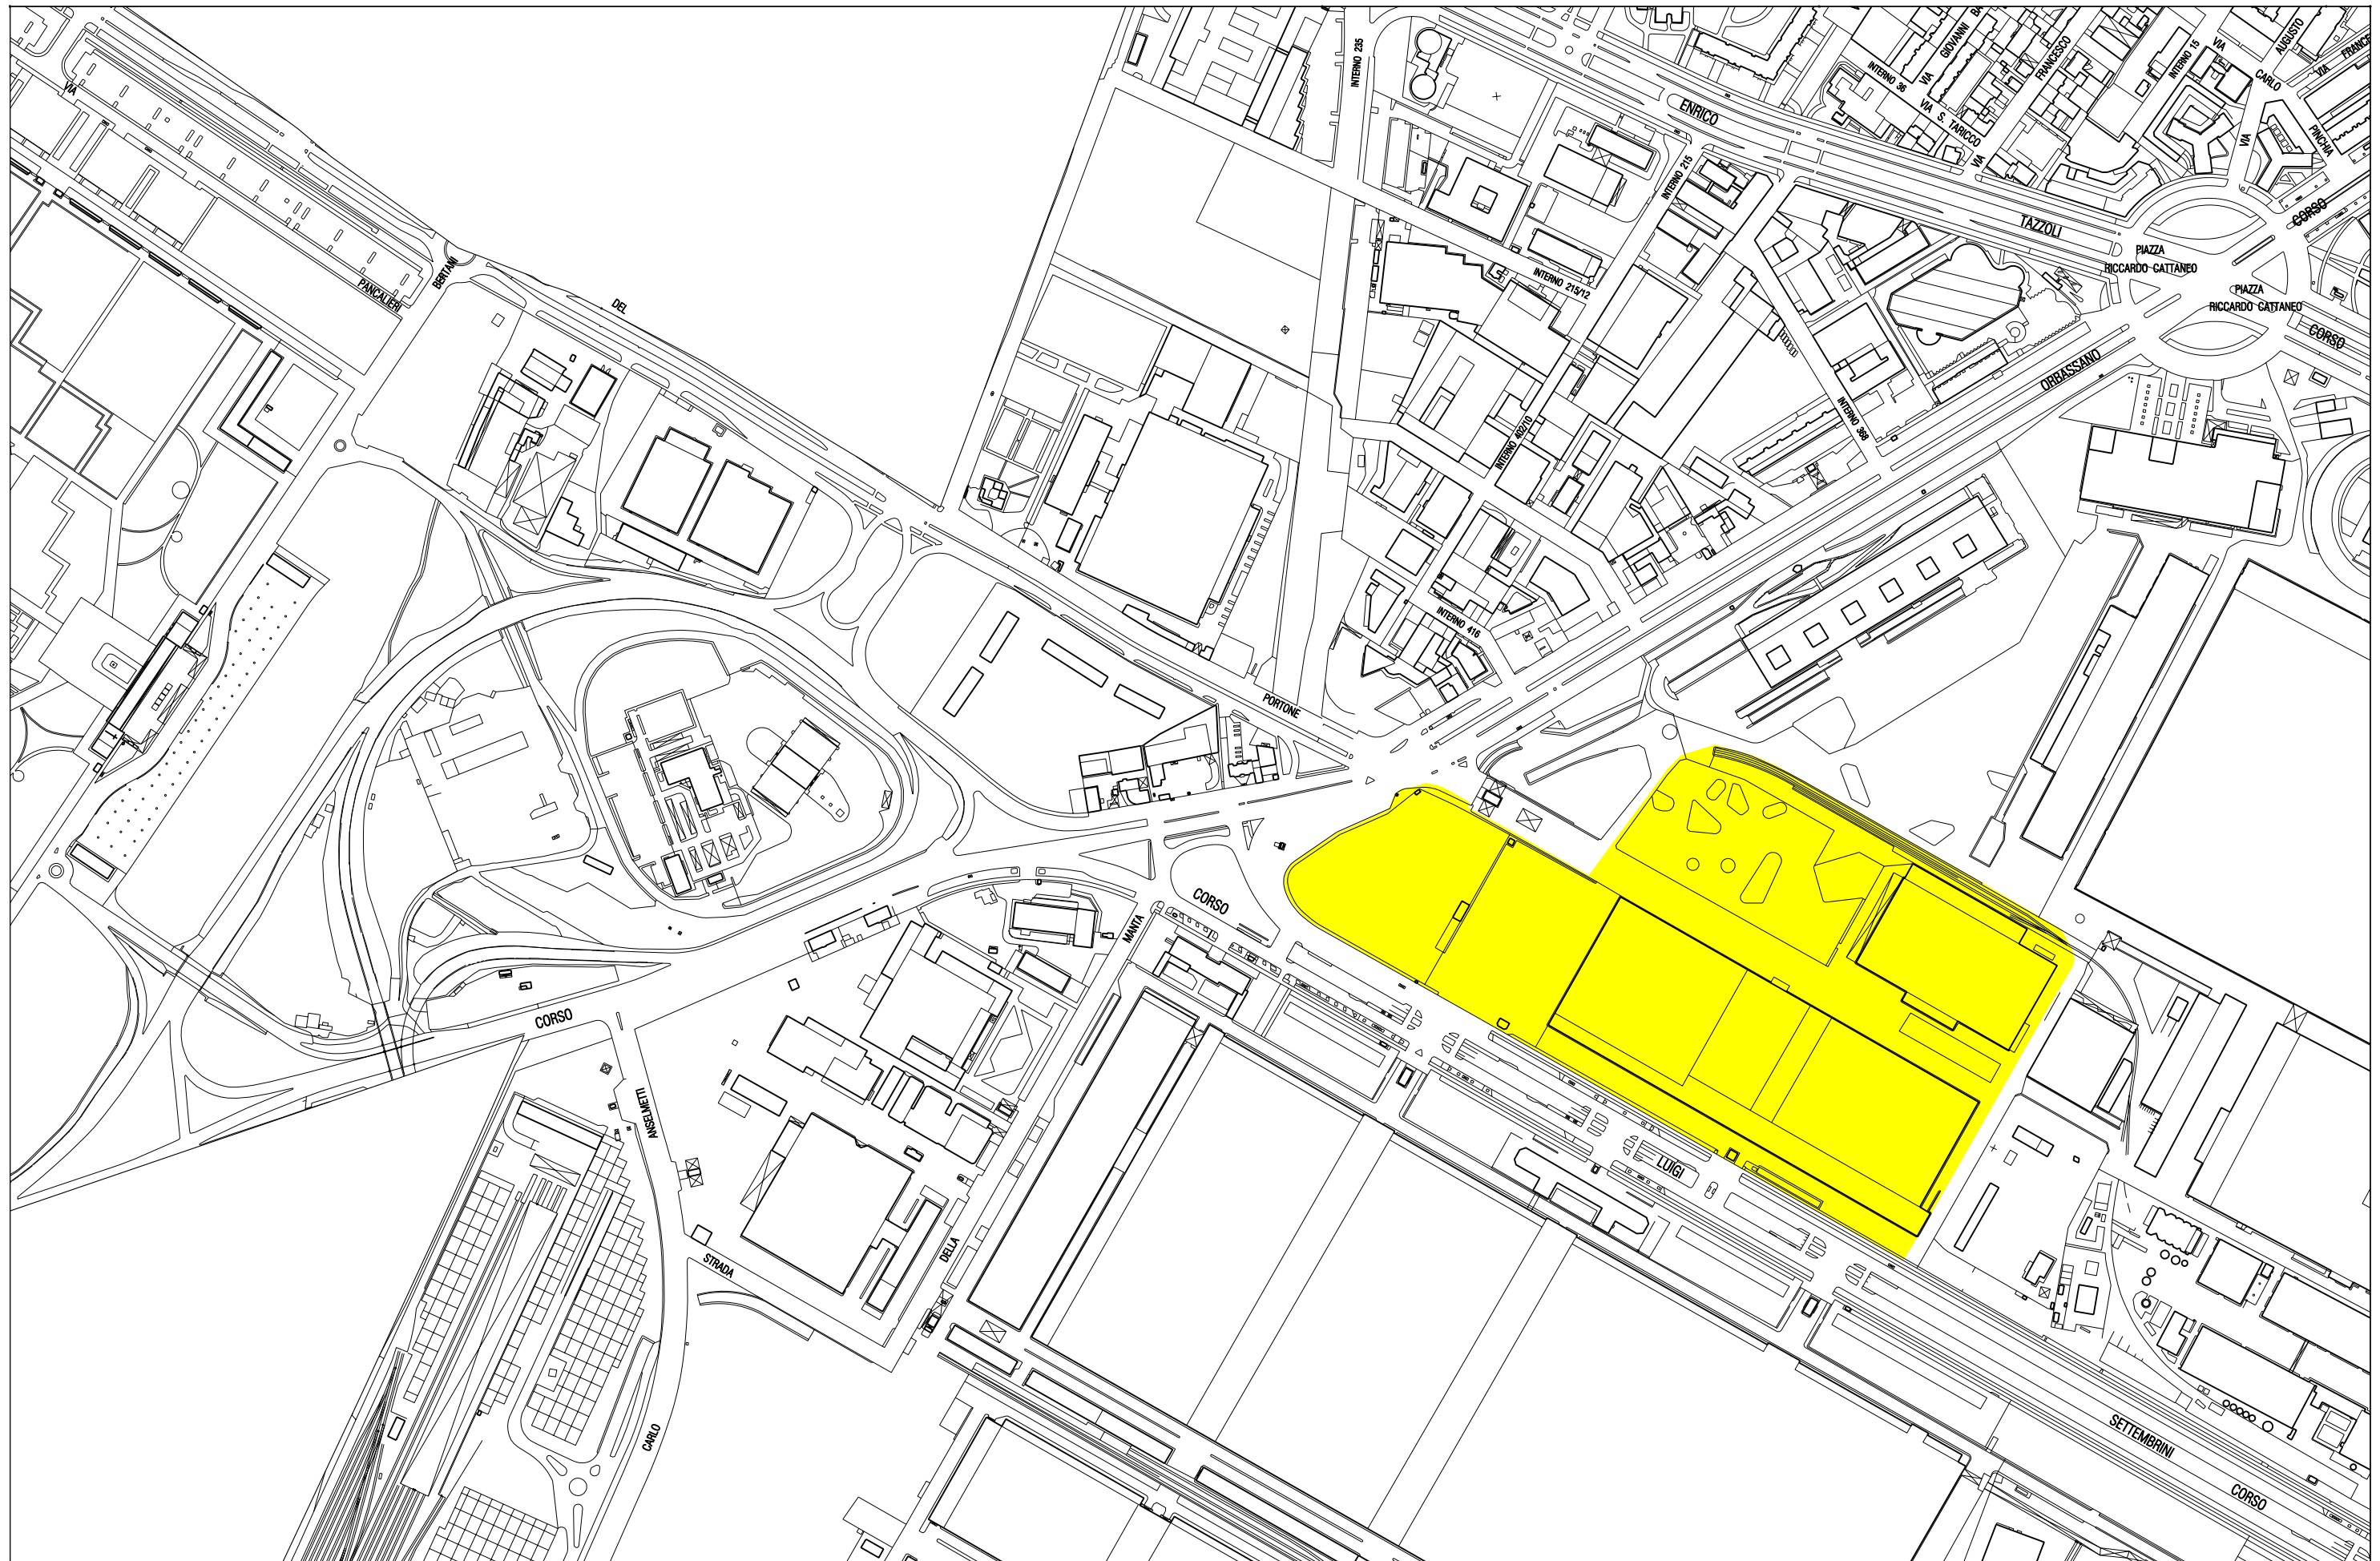 INTERNO 235
INTERNO 36
VIA
GIOVANNI
VIA
S. TARICCO
VIA
FRANCESCO
VIA
INTERNO 15
VIA
CARLO
AUGUSTO
VIA
PINCHIA
VIA
ENRICO
TAZZOLI
CORSO
PIAZZA
RICCARDO CATTANEO
PIAZZA
RICCARDO CATTANEO
CORSO
VIA
PANCALIERI
BERTANI
DEL
INTERNO 215
INTERNO 215/12
ORBASSANO
INTERNO 368
INTERNO 402/10
INTERNO 416
PORTONE
CORSO
MANTA
CORSO
ANSELMETTI
LUIGI
DELLA
STRADA
CARLO
SETTEMBRINI
CORSO